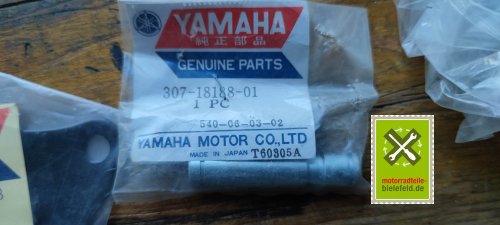 YAMAHA
純正部品
GENUINE PARTS
307-18188-01
1 PC
540-06-03-02
YAMAHA MOTOR CO.,LTD
MADE IN JAPAN T60305A
motorradteile-
bielefeld.de